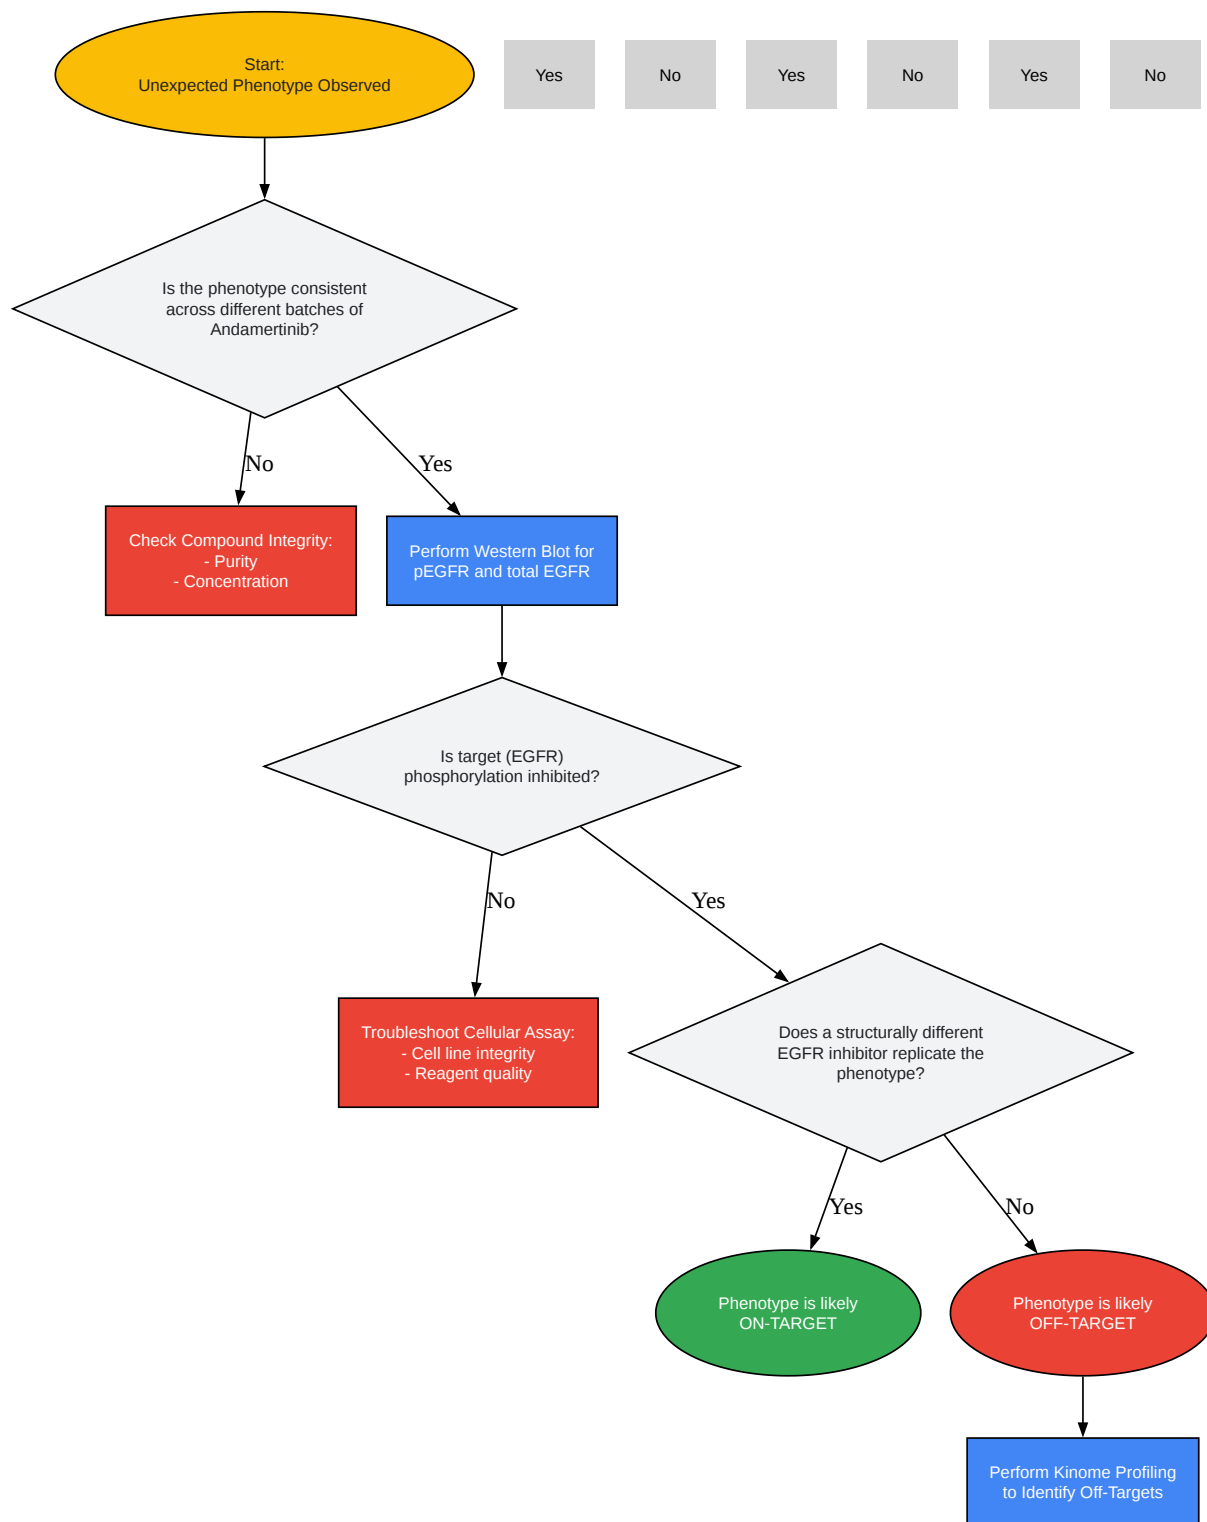 Start:
Unexpected Phenotype Observed
Yes
No
Yes
No
Yes
No
Is the phenotype consistent
across different batches of
Andamertinib?
No
Yes
Check Compound Integrity:
- Purity
- Concentration
Perform Western Blot for
pEGFR and total EGFR
Is target (EGFR)
phosphorylation inhibited?
No
Yes
Troubleshoot Cellular Assay:
- Cell line integrity
- Reagent quality
Does a structurally different
EGFR inhibitor replicate the
phenotype?
Yes
No
Phenotype is likely
ON-TARGET
Phenotype is likely
OFF-TARGET
Perform Kinome Profiling
to Identify Off-Targets